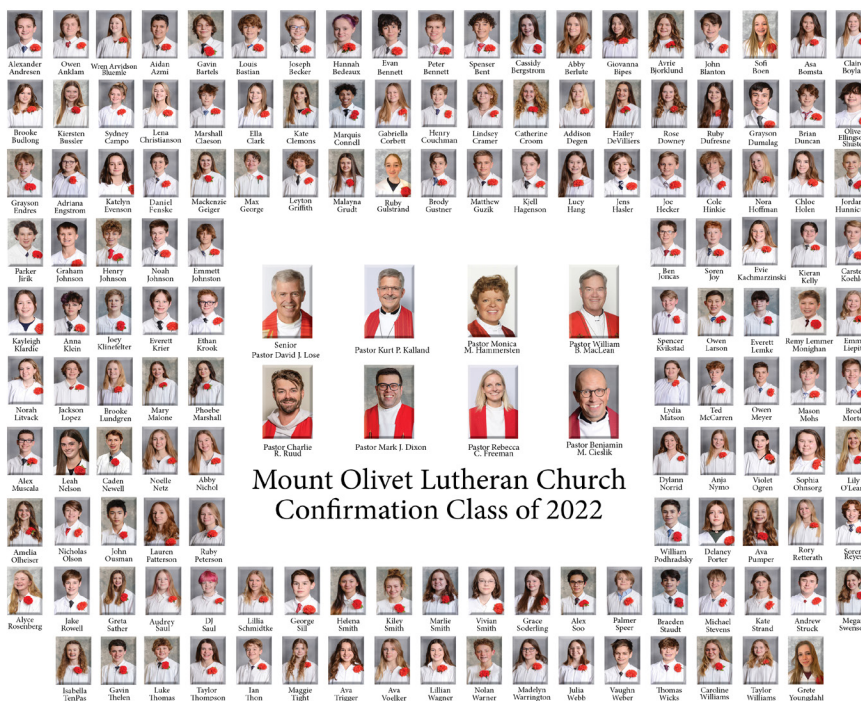 Alexander Andresen
Owen Anklam
Wren Arvidson Bluemle
Aidan Azmi
Gavin Bartels
Louis Bastian
Joseph Becker
Hannah Bedeaux
Evan Bennett
Peter Bennett
Spenser Bent
Cassidy Bergstrom
Abby Berlute
Giovanna Bipes
Avrie Bjorklund
John Blanton
Sofi Boen
Asa Bomsta
Brooke Budlong
Kiersten Bussler
Sydney Campo
Lena Christianson
Marshall Claeson
Ella Clark
Kate Clemons
Marquis Connell
Gabriella Corbett
Henry Couchman
Lindsey Cramer
Catherine Croom
Addison Degen
Hailey DeVilliers
Rose Downey
Ruby Dufresne
Grayson Dumalag
Brian Duncan
Grayson Endres
Adriana Engstrom
Katelyn Evenson
Daniel Fenske
Mackenzie Geiger
Max George
Leyton Griffith
Malayna Grudt
Ruby Gulstrand
Brody Gustner
Matthew Guzik
Kjell Hagenson
Lucy Hang
Jens Hasler
Joe Hecker
Cole Hinkie
Nora Hoffman
Chloe Holen
Parker Jirik
Graham Johnson
Henry Johnson
Noah Johnson
Emmett Johnston
Ben Joncas
Soren Joy
Evie Kachmarzinski
Kieran Kelly
Kayleigh Klardie
Anna Klein
Joey Klinefelter
Everett Krier
Ethan Krook
Senior
Pastor David J. Lose
Pastor Kurt P. Kalland
Pastor Monica
M. Hammersten
Pastor William
B. MacLean
Spencer Kvikstad
Owen Larson
Everett Lemke
Remy Lemmer Monighan
Norah Litvack
Jackson Lopez
Brooke Lundgren
Mary Malone
Phoebe Marshall
Pastor Charlie
R. Ruud
Pastor Mark J. Dixon
Pastor Rebecca
C. Freeman
Pastor Benjamin
M. Cieslik
Lydia Matson
Ted McCarren
Owen Meyer
Mason Mohs
Alex Muscala
Leah Nelson
Caden Newell
Noelle Netz
Abby Nichol
Mount Olivet Lutheran Church
Confirmation Class of 2022
Dylann Norrid
Anja Nymo
Violet Ogren
Sophia Ohnsorg
Amelia Olheiser
Nicholas Olson
John Ousman
Lauren Patterson
Ruby Peterson
William Podhradsky
Delaney Porter
Ava Pumper
Rory Retterath
Alyce Rosenberg
Jake Rowell
Greta Sather
Audrey Saul
DJ Saul
Lillia Schmidtke
George Sill
Helena Smith
Kiley Smith
Marlie Smith
Vivian Smith
Grace Soderling
Alex Soo
Palmer Speer
Braeden Staudt
Michael Stevens
Kate Strand
Andrew Struck
Isabella TenPas
Gavin Thelen
Luke Thomas
Taylor Thompson
Ian Thon
Maggie Tight
Ava Trigger
Ava Voelker
Lillian Wagner
Nolan Warner
Madelyn Warrington
Julia Webb
Vaughn Weber
Thomas Wicks
Caroline Williams
Taylor Williams
Grete Youngdahl